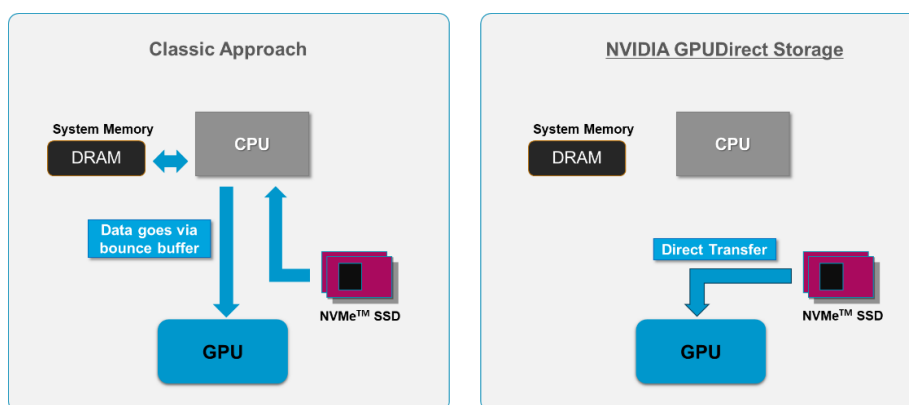 Classic Approach
System Memory
DRAM
CPU
Data goes via
bounce buffer
NVMe™ SSD
GPU
NVIDIA GPUDirect Storage
System Memory
DRAM
CPU
Direct Transfer
NVMe™ SSD
GPU